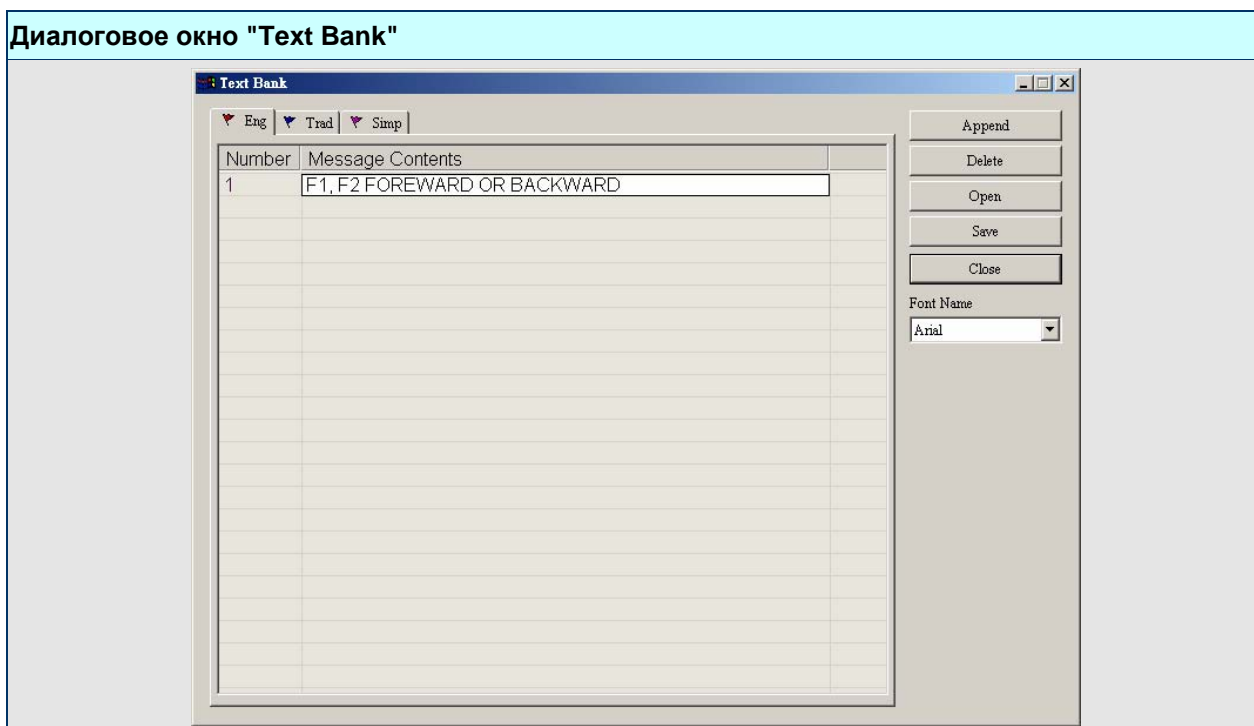 Диалоговое окно "Text Bank"
Text Bank
Eng Trad Simp
Number Message Contents
1 F1, F2 FOREWARD OR BACKWARD
Append
Delete
Open
Save
Close
Font Name
Arial